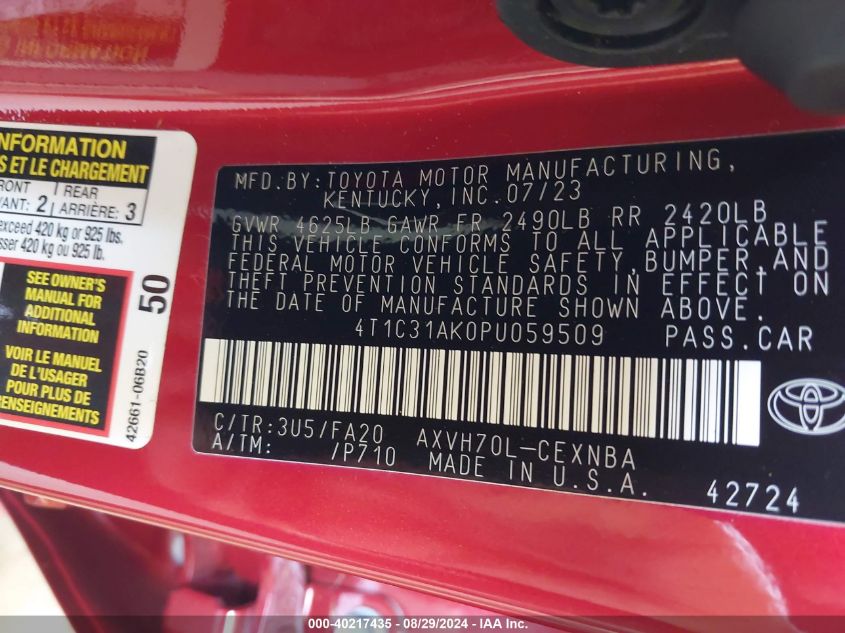 NFORMATION
S ET LE CHARGEMENT
RONT
VANT: 2
REAR
ARRIÈRE: 3
exceed 420 kg or 925 lbs.
sser 420 kg ou 925 lb.
SEE OWNER'S
MANUAL FOR
ADDITIONAL
INFORMATION
VOIR LE MANUEL
DE L'USAGER
POUR PLUS DE
RENSEIGNEMENTS
50
42661-06B20
MFD. BY: TOYOTA MOTOR MANUFACTURING,
KENTUCKY, INC. 07/23
GVWR 4625LB GAWR FR 2490LB RR 2420LB
THIS VEHICLE CONFORMS TO ALL APPLICABLE
FEDERAL MOTOR VEHICLE SAFETY, BUMPER, AND
THEFT PREVENTION STANDARDS IN EFFECT ON
THE DATE OF MANUFACTURE SHOWN ABOVE.
4T1C31AK0PU059509 PASS.CAR
C/TR: 3U5/FA20 AXVH70L-CEXNBA
A/TM: /P710 MADE IN U.S.A.
42724
000-40217435 - 08/29/2024 - IAA Inc.